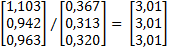 [1,103] / [0,367] = [3,01]
[0,942] / [0,313] = [3,01]
[0,963] / [0,320] = [3,01]